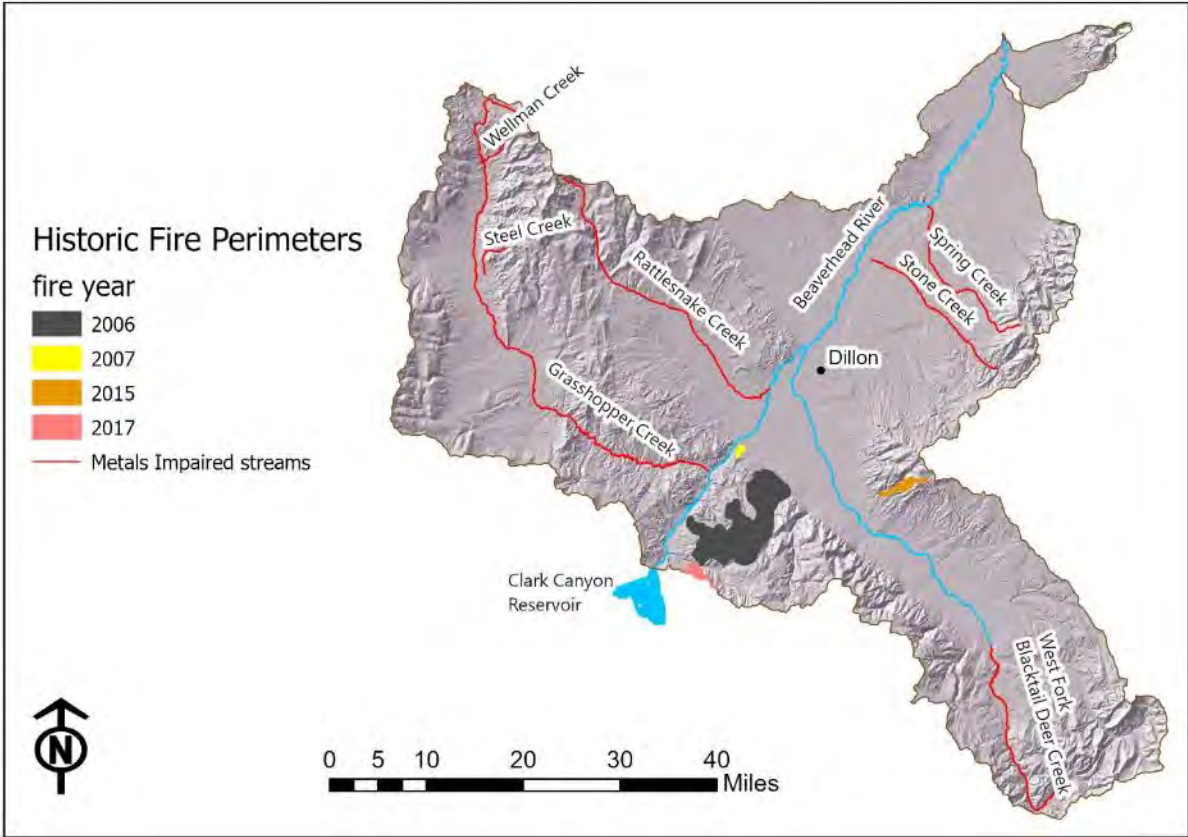 Historic Fire Perimeters
fire year
2006
2007
2015
2017
Metals Impaired streams
Wellman Creek
Steel Creek
Rattlesnake Creek
Grasshopper Creek
Beaverhead River
Spring Creek
Stone Creek
Dillon
Clark Canyon
Reservoir
West Fork
Blacktail Deer Creek
N
0 5 10 20 30 40
Miles